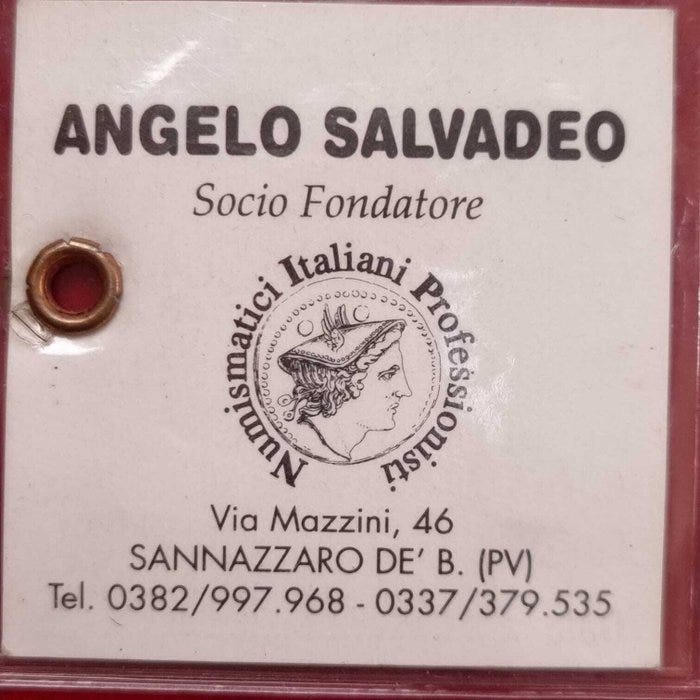 ANGELO SALVADEO
Socio Fondatore
Numismatici Italiani Professionisti
Via Mazzini, 46
SANNAZZARO DE' B. (PV)
Tel. 0382/997.968 - 0337/379.535